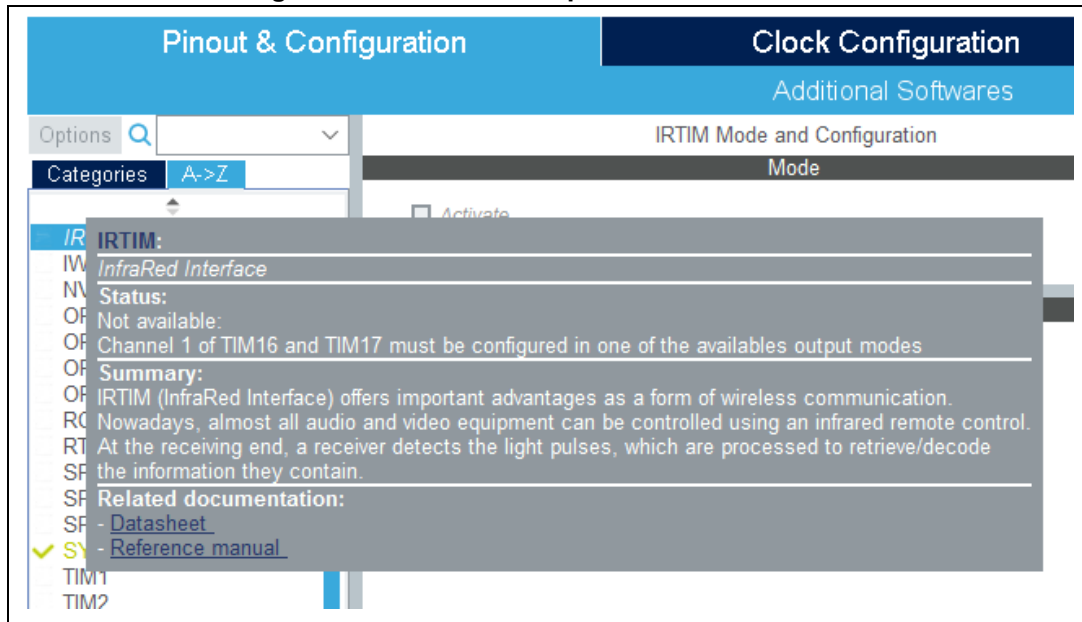 Pinout & Configuration
Clock Configuration
Additional Softwares
Options
IRTIM Mode and Configuration
Categories A->Z
Mode
Activate
IRTIM:
InfraRed Interface
Status:
Not available:
Channel 1 of TIM16 and TIM17 must be configured in one of the availables output modes
Summary:
IRTIM (InfraRed Interface) offers important advantages as a form of wireless communication.
Nowadays, almost all audio and video equipment can be controlled using an infrared remote control.
At the receiving end, a receiver detects the light pulses, which are processed to retrieve/decode
the information they contain.
Related documentation:
- Datasheet
- Reference manual
TIM1
TIM2